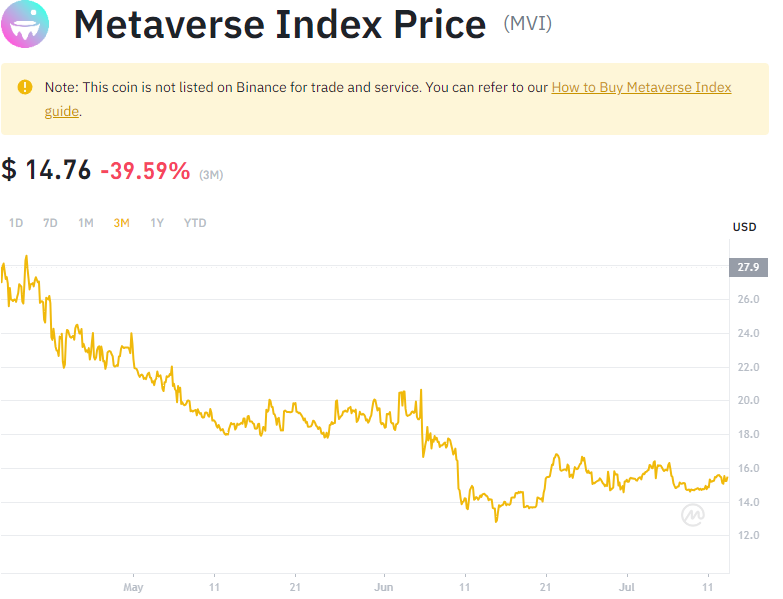 Metaverse Index Price (MVI)
Note: This coin is not listed on Binance for trade and service. You can refer to our How to Buy Metaverse Index
guide.
$ 14.76 -39.59% (3M)
1D 7D 1M 3M 1Y YTD
USD
27.9
26.0
24.0
22.0
20.0
18.0
16.0
14.0
12.0
May 11 21 Jun 11 21 Jul 11